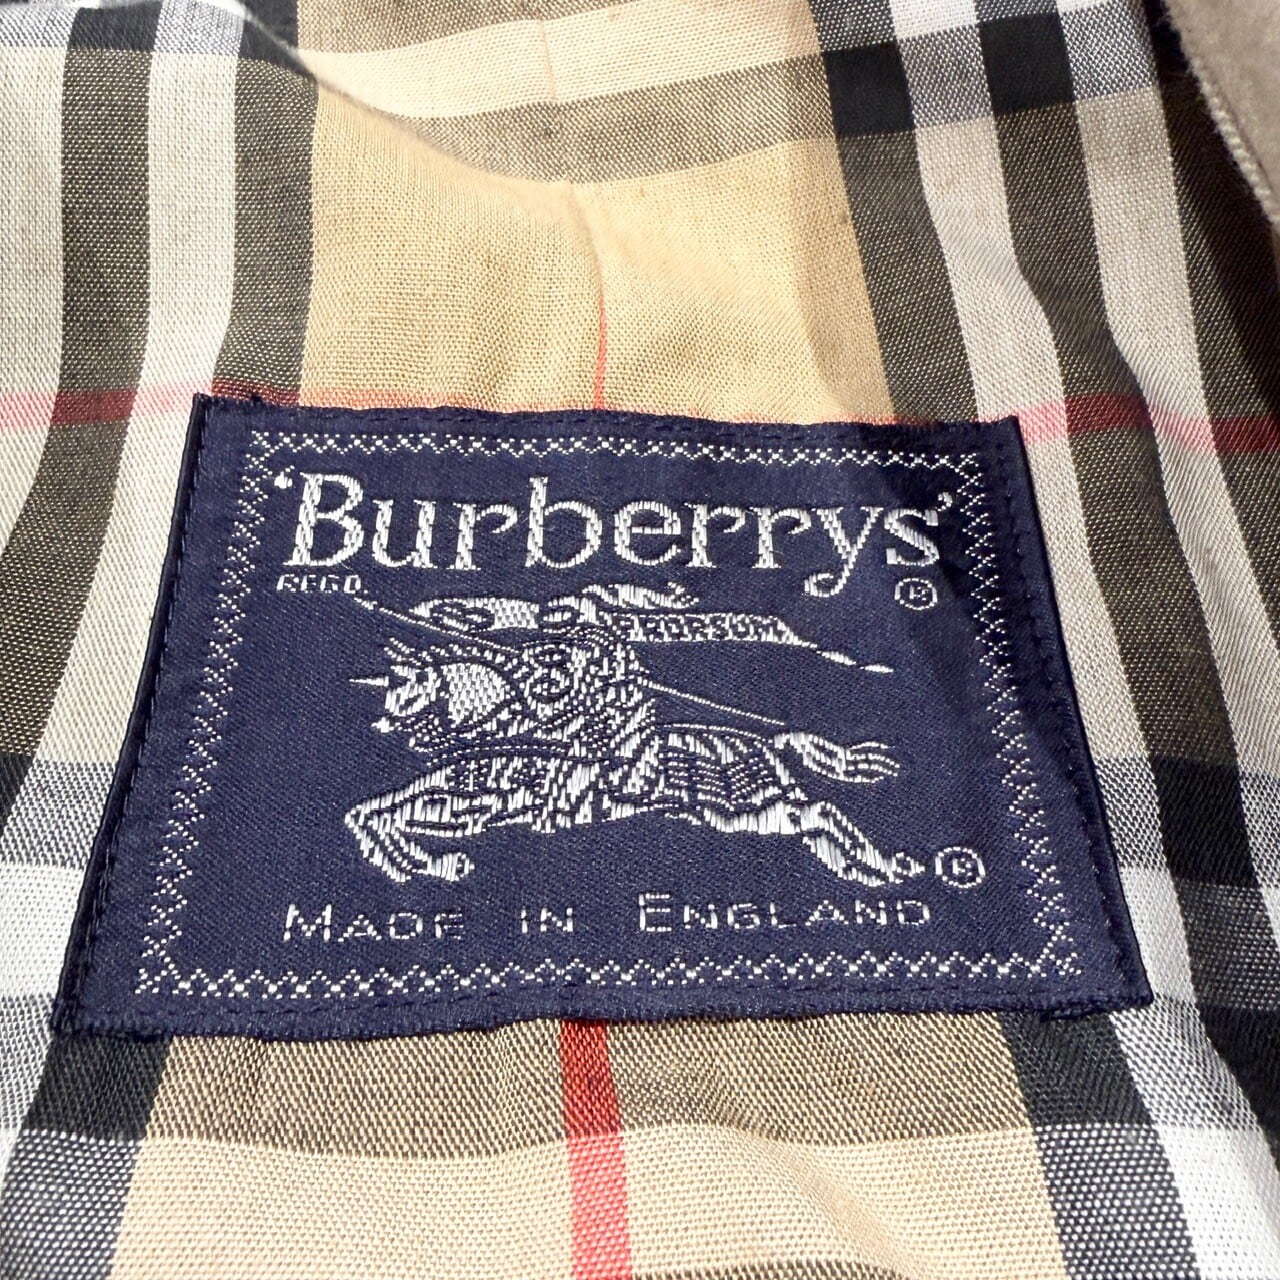 'Burberrys'
REGD.
®
PRORSUM
®
MADE IN ENGLAND